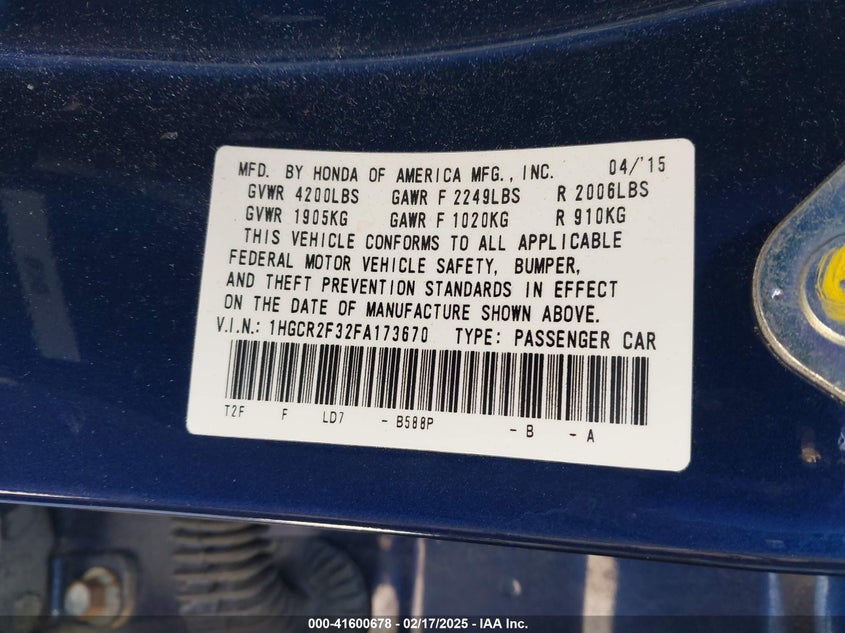 MFD. BY HONDA OF AMERICA MFG., INC. 04/'15
GVWR 4200LBS GAWR F 2249LBS R 2006LBS
GVWR 1905KG GAWR F 1020KG R 910KG
THIS VEHICLE CONFORMS TO ALL APPLICABLE
FEDERAL MOTOR VEHICLE SAFETY, BUMPER,
AND THEFT PREVENTION STANDARDS IN EFFECT
ON THE DATE OF MANUFACTURE SHOWN ABOVE.
V.I.N.: 1HGCR2F32FA173670 TYPE: PASSENGER CAR
T2F F LD7 - B588P - B - A
000-41600678 - 02/17/2025 - IAA Inc.